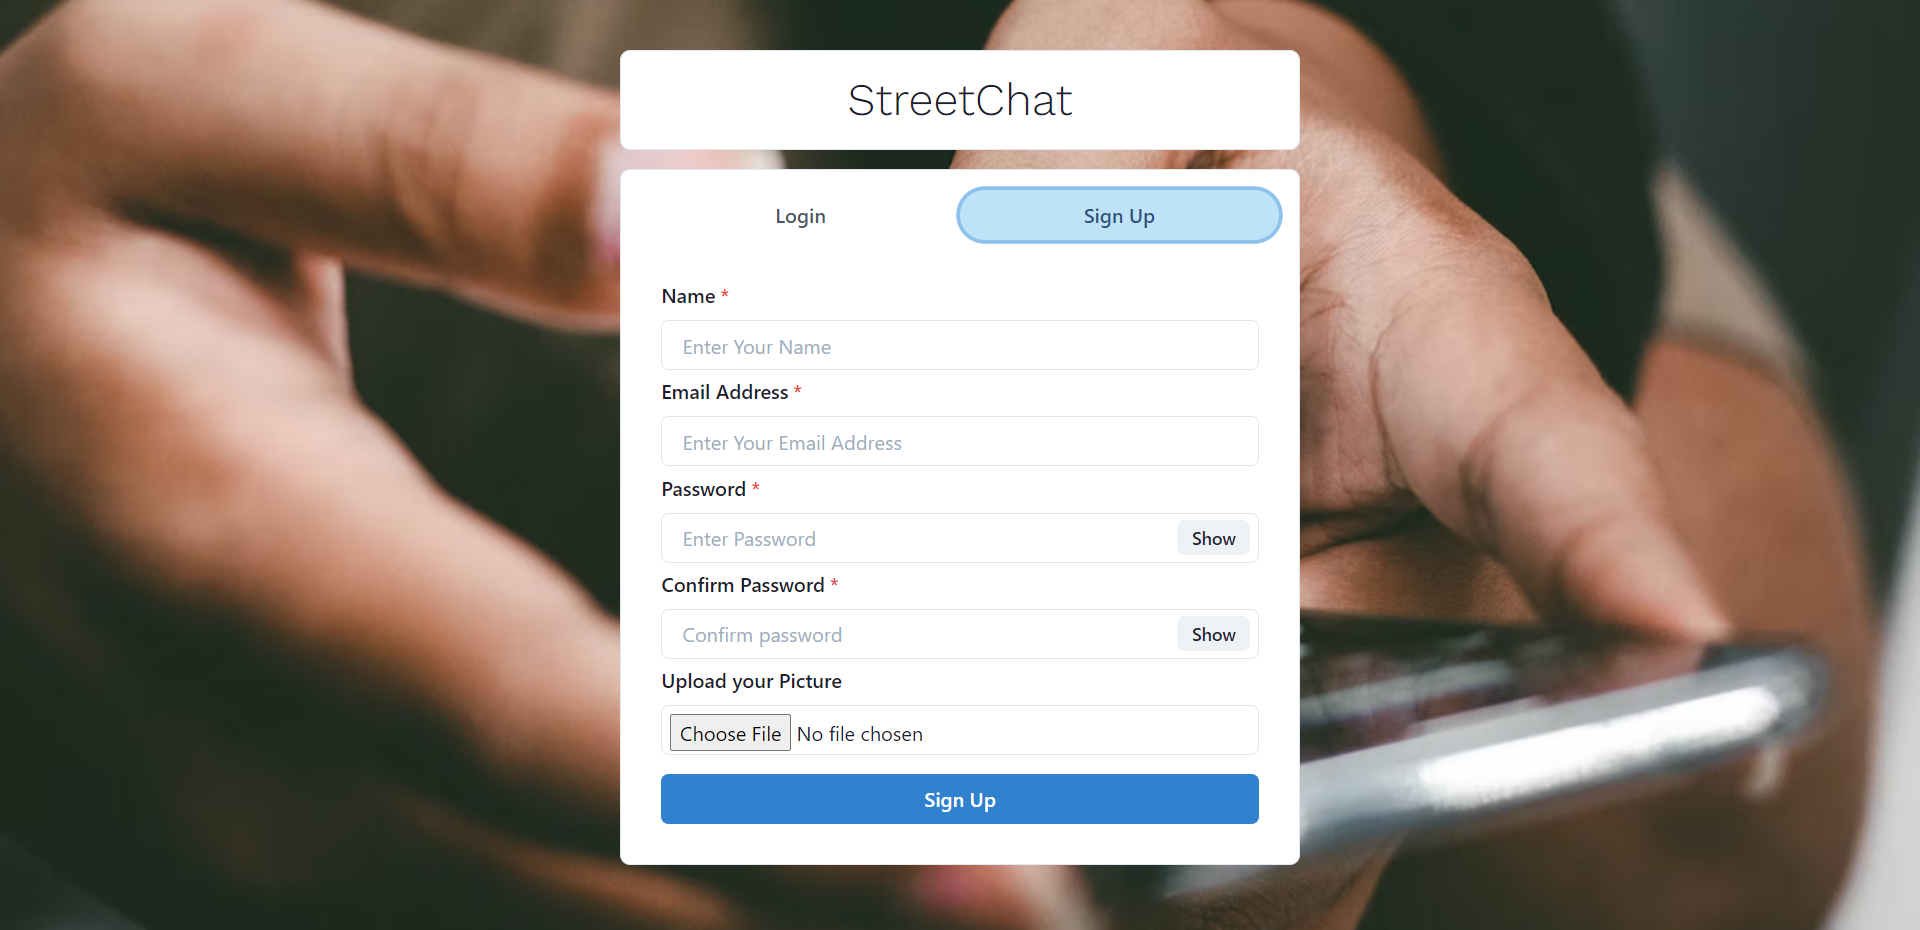 StreetChat
Login
Sign Up
Name *
Enter Your Name
Email Address *
Enter Your Email Address
Password *
Enter Password
Show
Confirm Password *
Confirm password
Show
Upload your Picture
Choose File No file chosen
Sign Up